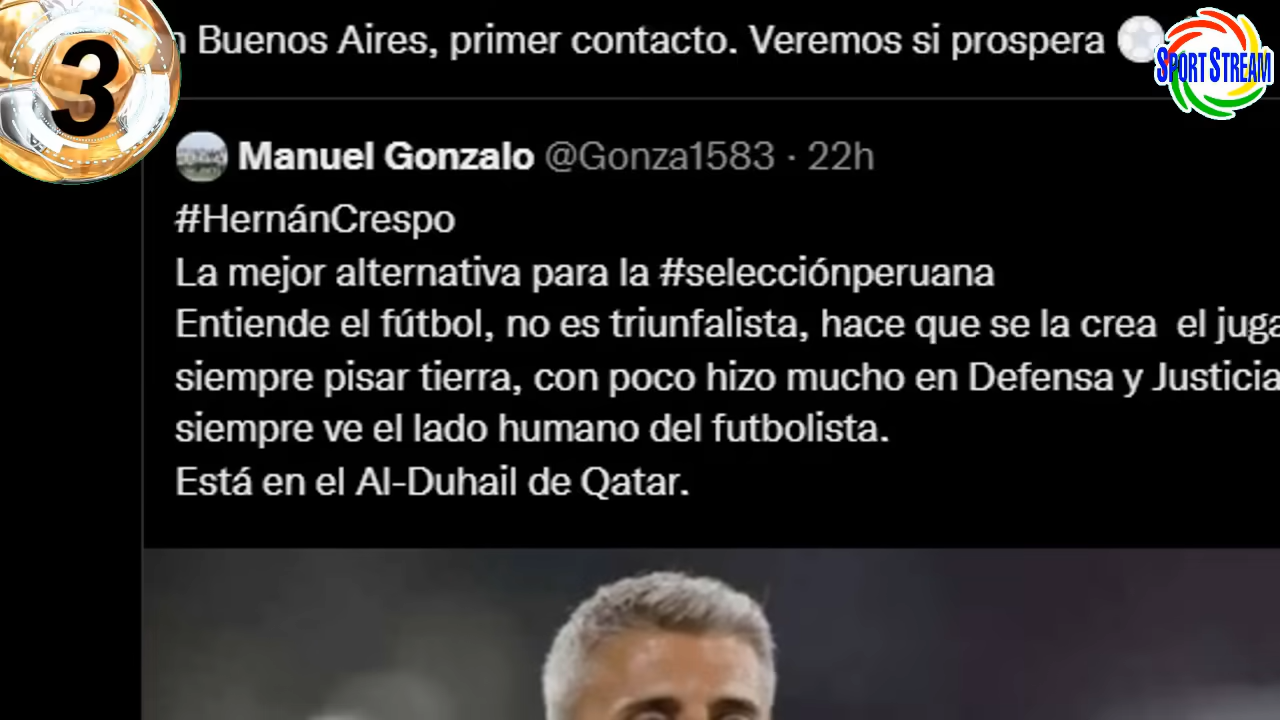 3
Buenos Aires, primer contacto. Veremos si prospera
SPORT STREAM
Manuel Gonzalo @Gonza1583 · 22h
#HernánCrespo
La mejor alternativa para la #selecciónperuana
Entiende el fútbol, no es triunfalista, hace que se la crea el
siempre pisar tierra, con poco hizo mucho en Defensa y Justicia
siempre ve el lado humano del futbolista.
Está en el Al-Duhail de Qatar.